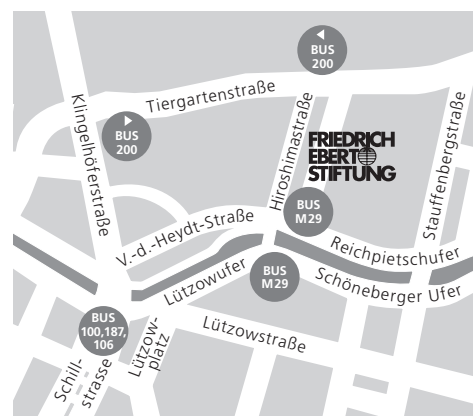 BUS
200
Tiergartenstraße
BUS
200
Klingelhöferstraße
Hiroshimastraße
FRIEDRICH
EBERT
STIFTUNG
Stauffenbergstraße
BUS
M29
V.-d.-Heydt-Straße
Reichpietschufer
BUS
M29
Lützowufer
Schöneberger Ufer
BUS
100,187,
106
Lützow-
platz
Lützowstraße
Schill-
strasse